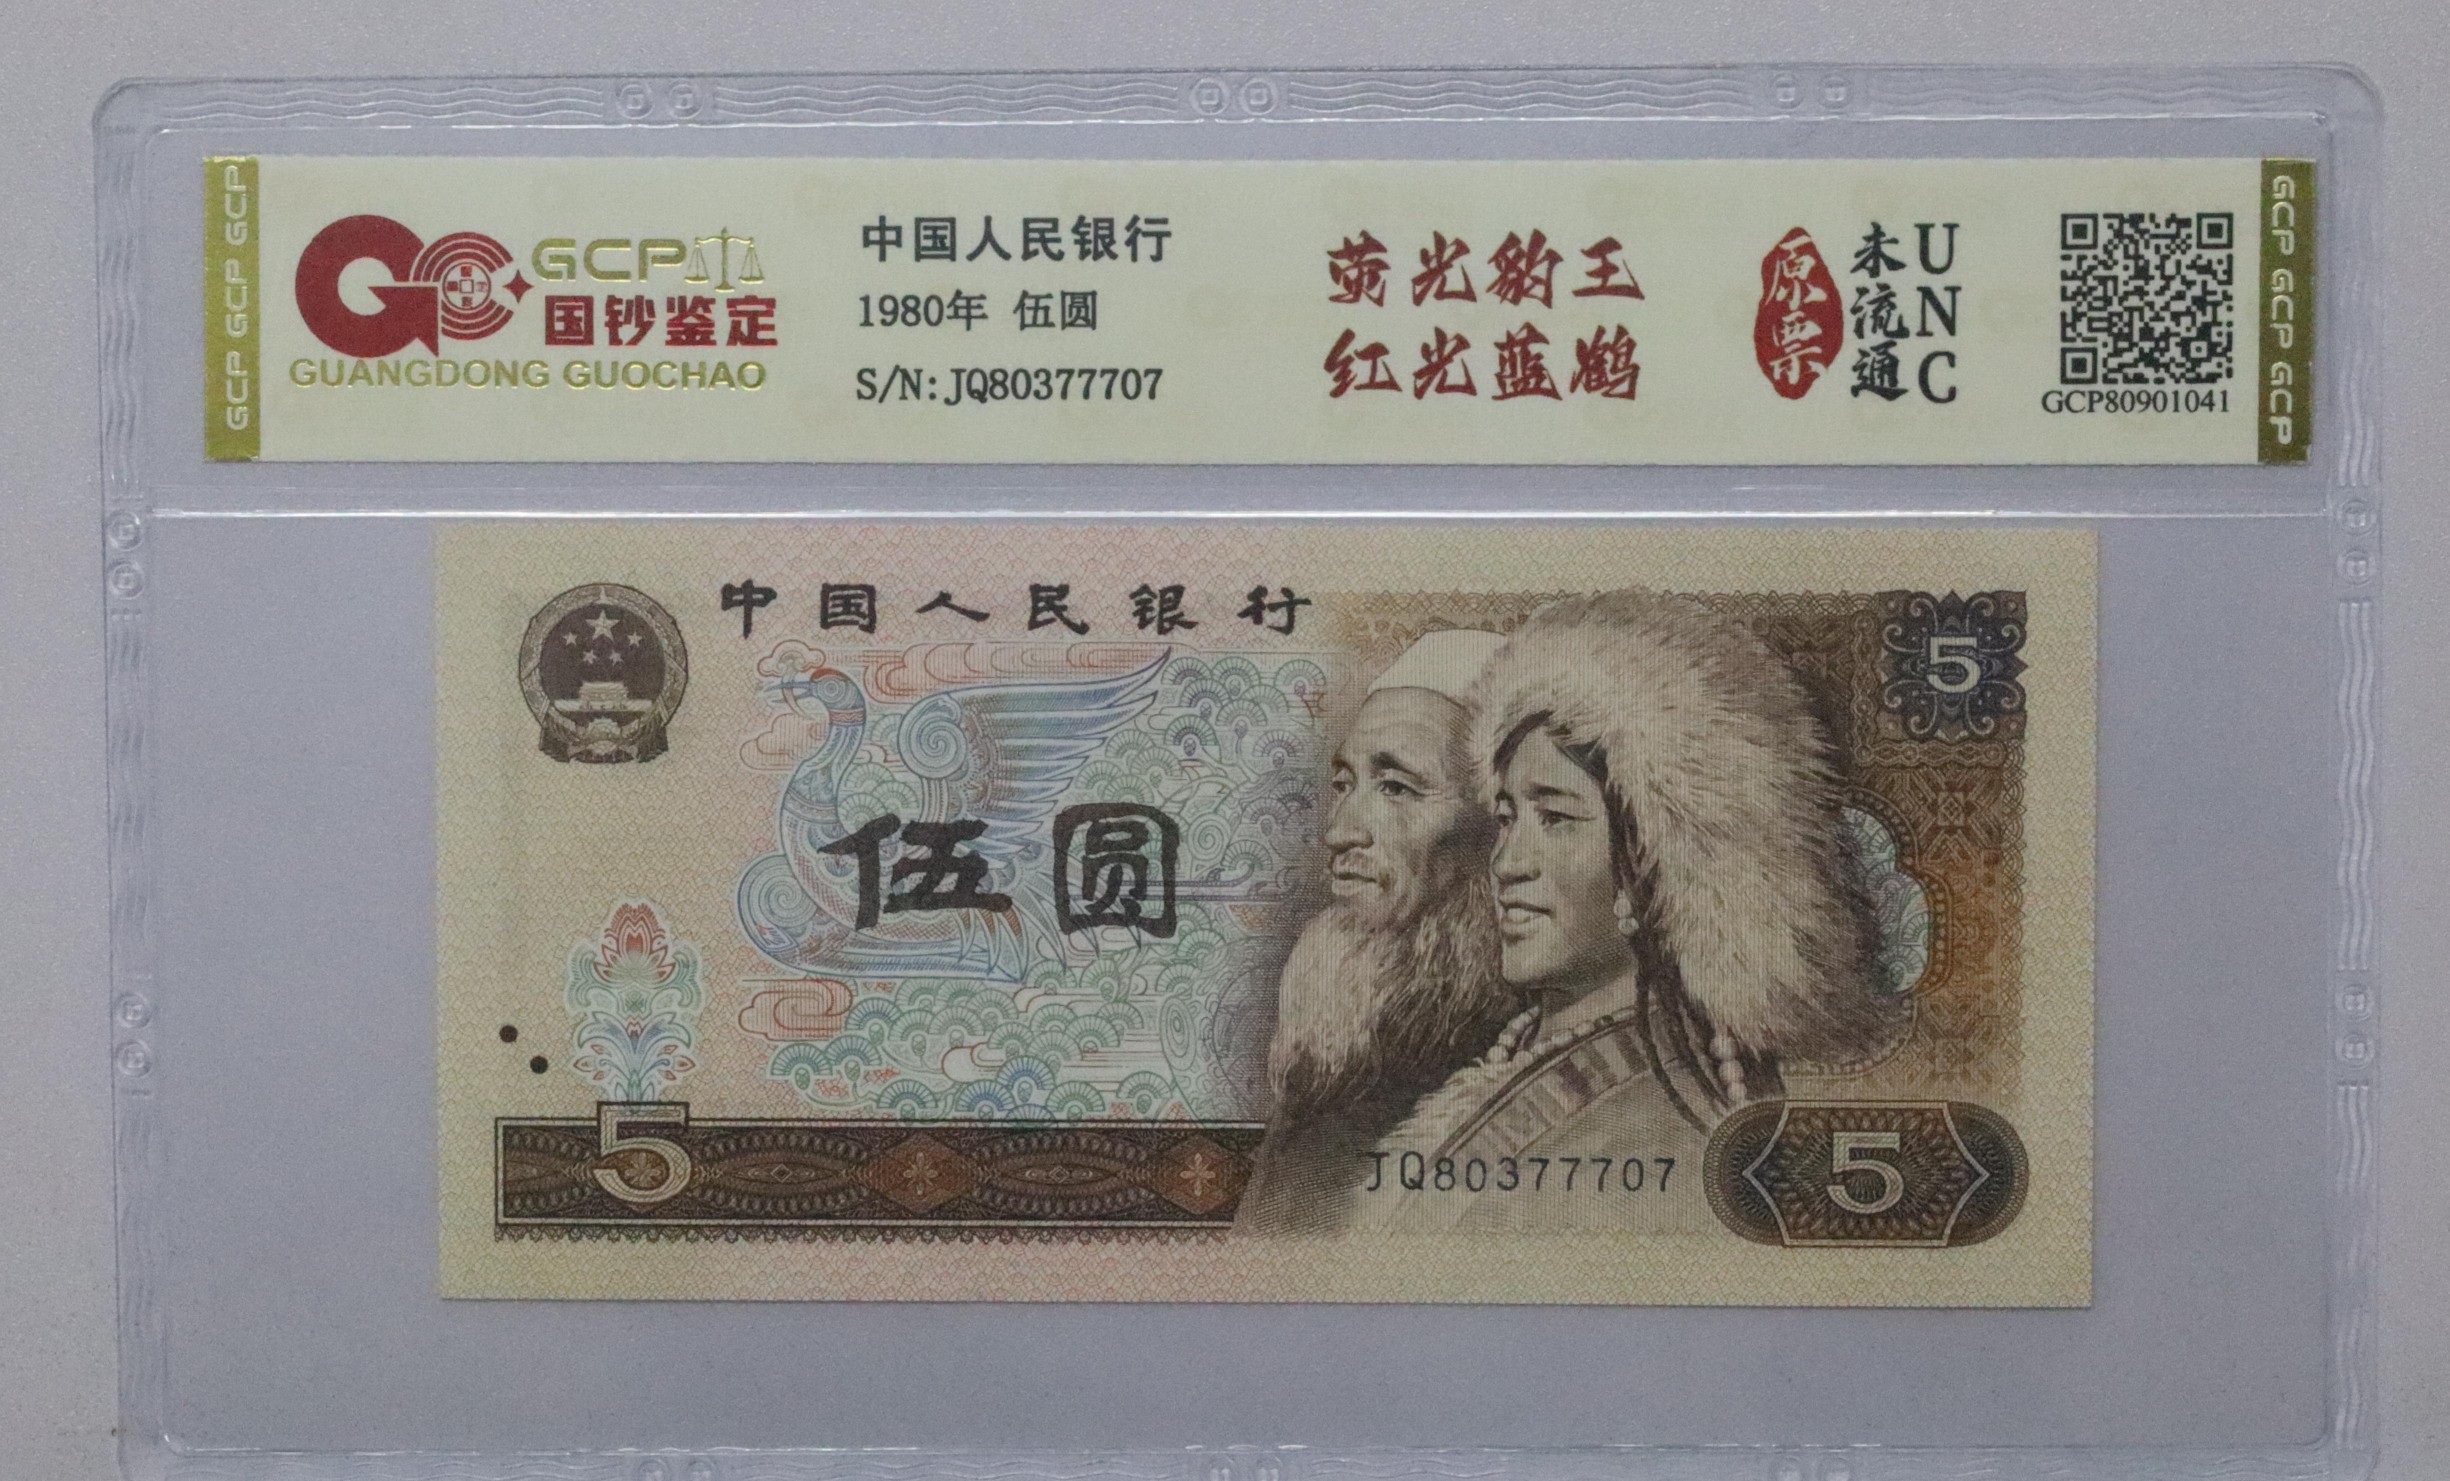 GCP GCP GCP
GCP
国钞鉴定
GUANGDONG GUOCHAO
中国人民银行
1980年 伍圆
S/N:JQ80377707
荧光豹王
红光蓝鹤
原票
未流通
UNC
GCP80901041
GCP GCP GCP
中国人民银行
5
伍圆
5
JQ80377707
5